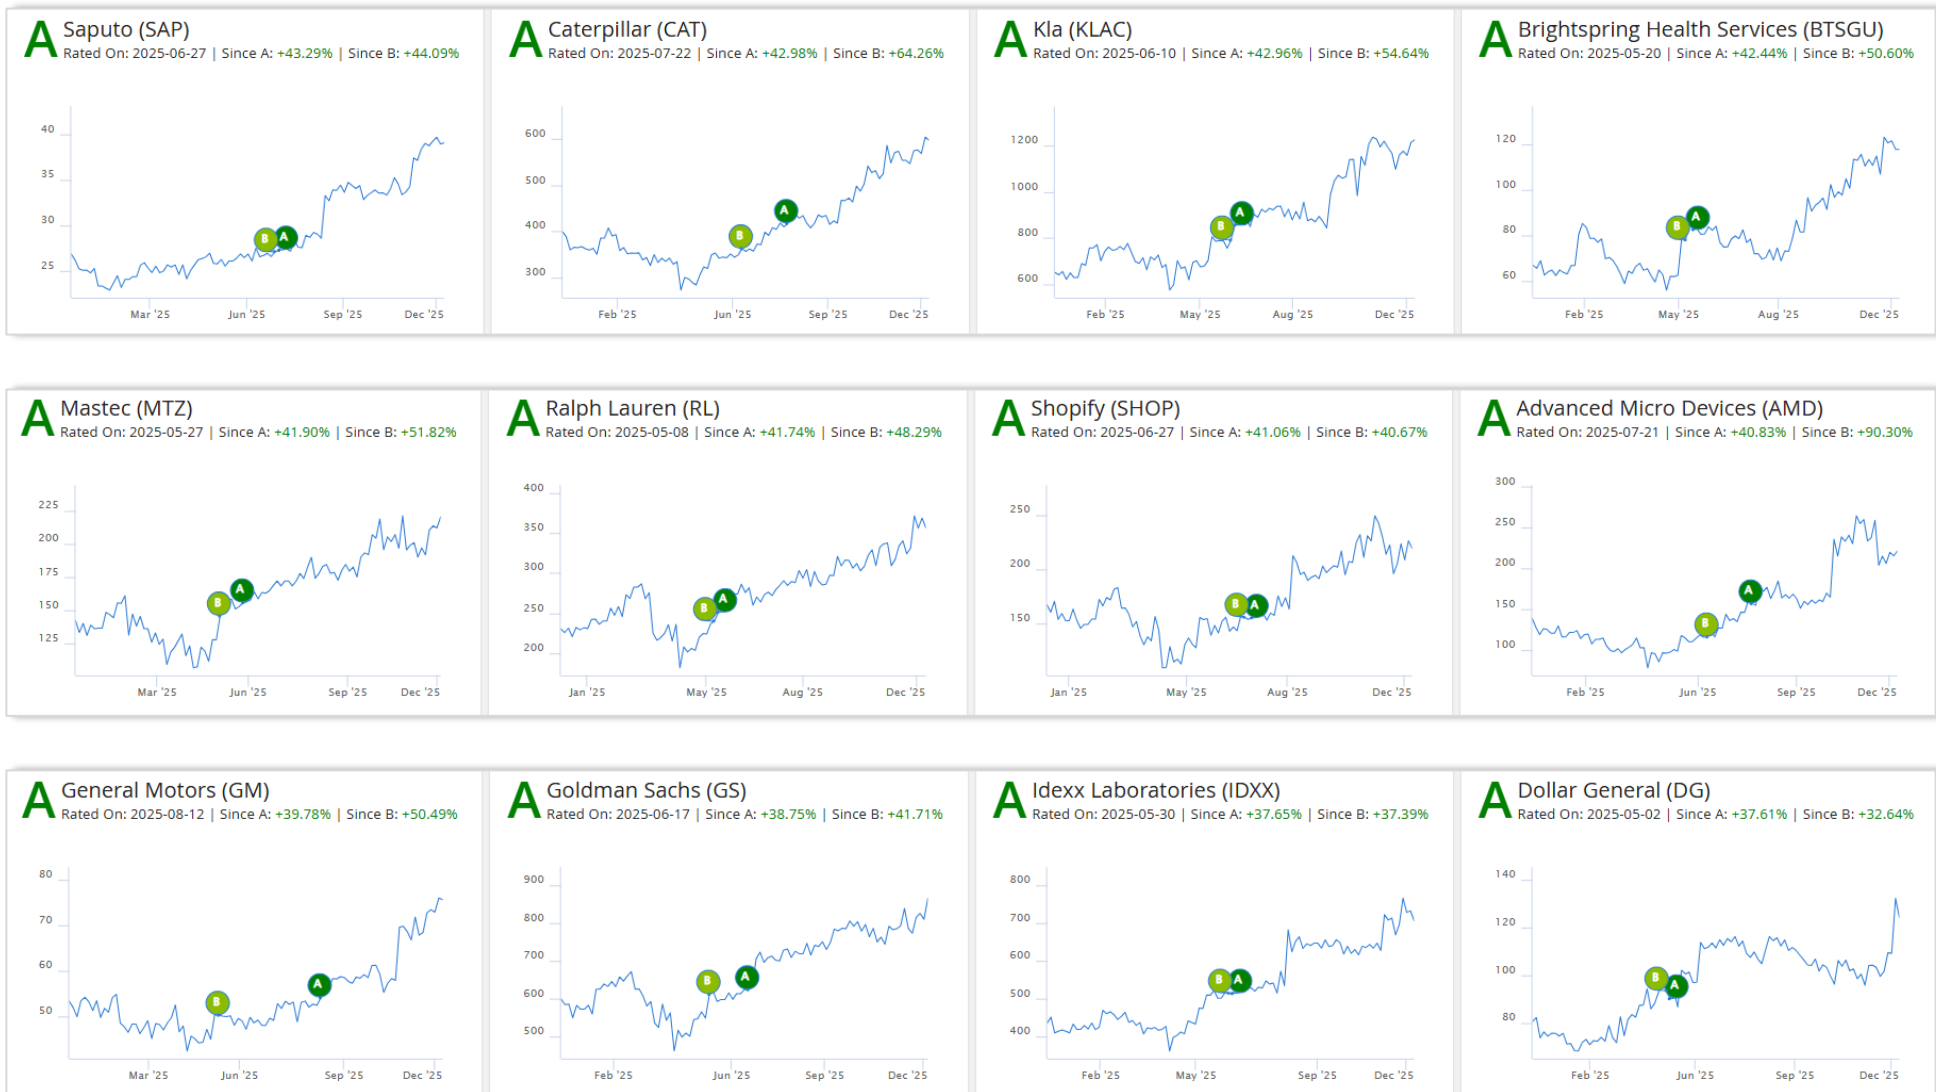 A Saputo (SAP)
Rated On: 2025-06-27 | Since A: +43.29% | Since B: +44.09%
40
35
30
25
B A
Mar '25 Jun '25 Sep '25 Dec '25
A Caterpillar (CAT)
Rated On: 2025-07-22 | Since A: +42.98% | Since B: +64.26%
600
500
400
300
B A
Feb '25 Jun '25 Sep '25 Dec '25
A Kla (KLAC)
Rated On: 2025-06-10 | Since A: +42.96% | Since B: +54.64%
1200
1000
800
600
B A
Feb '25 May '25 Aug '25 Dec '25
A Brightspring Health Services (BTSGU)
Rated On: 2025-05-20 | Since A: +42.44% | Since B: +50.60%
120
100
80
60
B A
Feb '25 May '25 Aug '25 Dec '25
A Mastec (MTZ)
Rated On: 2025-05-27 | Since A: +41.90% | Since B: +51.82%
225
200
175
150
125
B A
Mar '25 Jun '25 Sep '25 Dec '25
A Ralph Lauren (RL)
Rated On: 2025-05-08 | Since A: +41.74% | Since B: +48.29%
400
350
300
250
200
B A
Jan '25 May '25 Aug '25 Dec '25
A Shopify (SHOP)
Rated On: 2025-06-27 | Since A: +41.06% | Since B: +40.67%
250
200
150
B A
Jan '25 May '25 Aug '25 Dec '25
A Advanced Micro Devices (AMD)
Rated On: 2025-07-21 | Since A: +40.83% | Since B: +90.30%
300
250
200
150
100
B A
Feb '25 Jun '25 Sep '25 Dec '25
A General Motors (GM)
Rated On: 2025-08-12 | Since A: +39.78% | Since B: +50.49%
80
70
60
50
B A
Mar '25 Jun '25 Sep '25 Dec '25
A Goldman Sachs (GS)
Rated On: 2025-06-17 | Since A: +38.75% | Since B: +41.71%
900
800
700
600
500
B A
Feb '25 Jun '25 Sep '25 Dec '25
A Idexx Laboratories (IDXX)
Rated On: 2025-05-30 | Since A: +37.65% | Since B: +37.39%
800
700
600
500
400
B A
Feb '25 May '25 Sep '25 Dec '25
A Dollar General (DG)
Rated On: 2025-05-02 | Since A: +37.61% | Since B: +32.64%
140
120
100
80
B A
Feb '25 Jun '25 Sep '25 Dec '25